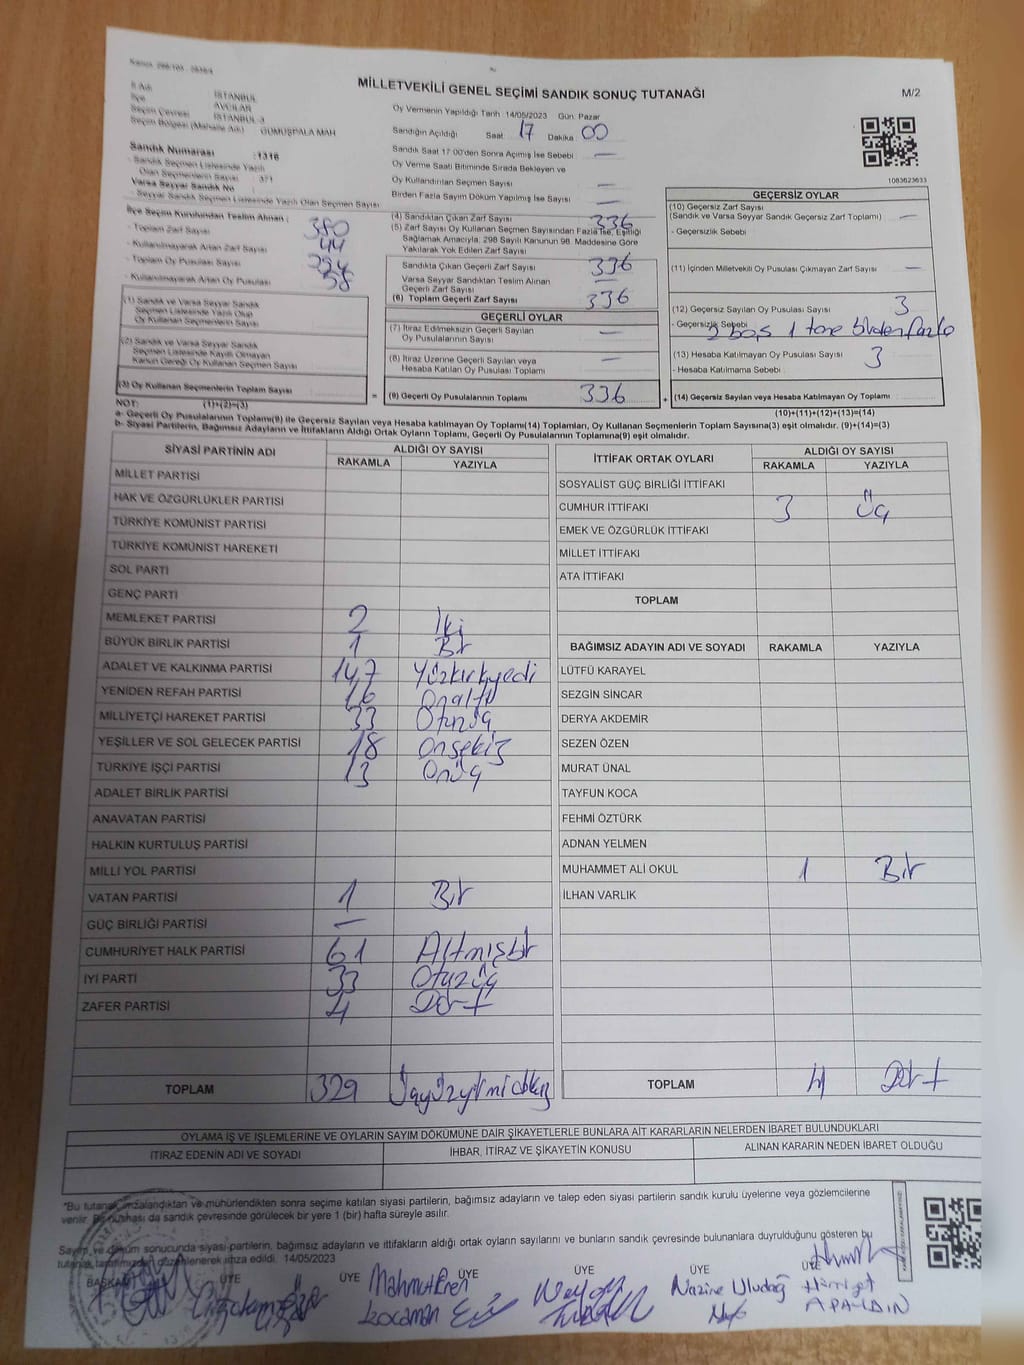 MİLLETVEKİLİ GENEL SEÇİMİ SANDIK SONUÇ TUTANAĞI
M/2
İl Adı İSTANBUL
İlçe AVCILAR
Seçim Çevresi İSTANBUL 3
Seçim Bölgesi (Mahalle Adı) GÜMÜŞPALA MAH
Sandık Numarası :1316
- Sandık Seçmen Listesinde Yazılı
Olan Seçmen Sayısı : 371
Varsa Seyyar Sandık No :
- Seyyar Sandık Seçmen Listesinde Yazılı Olan Seçmen Sayısı
Oy Vermenin Yapıldığı Tarih :14/05/2023 Gün: Pazar
Sandığın Açıldığı Saat 17 Dakika 00
Sandık Saat 17:00'den Sonra Açılmış İse Sebebi —
Oy Verme Saati Bitiminde Sırada Bekleyen ve
Oy Kullandırılan Seçmen Sayısı —
Birden Fazla Sayım Döküm Yapılmış İse Sayısı —
1083623633
İlçe Seçim Kurulundan Teslim Alınan :
- Toplam Zarf Sayısı 380
- Kullanılmayarak Artan Zarf Sayısı 44
- Toplam Oy Pusulası Sayısı
- Kullanılmayarak Artan Oy Pusulası
(1) Sandık ve Varsa Seyyar Sandık
Seçmen Listesinde Yazılı Olup
Oy Kullanan Seçmenlerin Sayısı
(2) Sandık ve Varsa Seyyar Sandık
Seçmen Listesinde Kayıtlı Olmayan
Kanun Gereği Oy Kullanan Seçmen Sayısı
(3) Oy Kullanan Seçmenlerin Toplam Sayısı
(4) Sandıktan Çıkan Zarf Sayısı 336
(5) Zarf Sayısı Oy Kullanan Seçmen Sayısından Fazla ise, Eşitliği
Sağlamak Amacıyla, 298 Sayılı Kanunun 98. Maddesine Göre
Yakılarak Yok Edilen Zarf Sayısı
Sandıkta Çıkan Geçerli Zarf Sayısı 336
Varsa Seyyar Sandıktan Teslim Alınan
Geçerli Zarf Sayısı —
(6) Toplam Geçerli Zarf Sayısı 336
GEÇERLİ OYLAR
(7) İtiraz Edilmeksizin Geçerli Sayılan
Oy Pusulalarının Sayısı —
(8) İtiraz Üzerine Geçerli Sayılan veya
Hesaba Katılan Oy Pusulası Toplamı —
= (9) Geçerli Oy Pusulalarının Toplamı 336 +
GEÇERSİZ OYLAR
(10) Geçersiz Zarf Sayısı
(Sandık ve Varsa Seyyar Sandık Geçersiz Zarf Toplamı) —
- Geçersizlik Sebebi
(11) İçinden Milletvekili Oy Pusulası Çıkmayan Zarf Sayısı —
(12) Geçersiz Sayılan Oy Pusulası Sayısı 3
- Geçersizlik Sebebi 2 boş 1 tane birden fazla
(13) Hesaba Katılmayan Oy Pusulası Sayısı 3
- Hesaba Katılmama Sebebi
(14) Geçersiz Sayılan veya Hesaba Katılmayan Oy Toplamı
NOT: (1)+(2)=(3) (10)+(11)+(12)+(13)=(14)
a- Geçerli Oy Pusulalarının Toplamı(9) ile Geçersiz Sayılan veya Hesaba katılmayan Oy Toplamı(14) Toplamları, Oy Kullanan Seçmenlerin Toplam Sayısına(3) eşit olmalıdır. (9)+(14)=(3)
b- Siyasi Partilerin, Bağımsız Adayların ve İttifakların Aldığı Ortak Oyların Toplamı, Geçerli Oy Pusulalarının Toplamına(9) eşit olmalıdır.
SİYASİ PARTİNİN ADI ALDIĞI OY SAYISI
RAKAMLA YAZIYLA
MİLLET PARTİSİ
HAK VE ÖZGÜRLÜKLER PARTİSİ
TÜRKİYE KOMÜNİST PARTİSİ
TÜRKİYE KOMÜNİST HAREKETİ
SOL PARTİ
GENÇ PARTİ
MEMLEKET PARTİSİ 2 İki
BÜYÜK BİRLİK PARTİSİ 1 Bir
ADALET VE KALKINMA PARTİSİ 147 Yüzkırkyedi
YENİDEN REFAH PARTİSİ 16 Onaltı
MİLLİYETÇİ HAREKET PARTİSİ 33 Otuzüç
YEŞİLLER VE SOL GELECEK PARTİSİ 18 Onsekiz
TÜRKİYE İŞÇİ PARTİSİ 13 Onüç
ADALET BİRLİK PARTİSİ
ANAVATAN PARTİSİ
HALKIN KURTULUŞ PARTİSİ
MİLLİ YOL PARTİSİ
VATAN PARTİSİ 1 Bir
GÜÇ BİRLİĞİ PARTİSİ —
CUMHURİYET HALK PARTİSİ 61 Altmışbir
İYİ PARTİ 33 Otuzüç
ZAFER PARTİSİ 4 Dört
TOPLAM 329 Üçyüzyirmidokuz
İTTİFAK ORTAK OYLARI ALDIĞI OY SAYISI
RAKAMLA YAZIYLA
SOSYALİST GÜÇ BİRLİĞİ İTTİFAKI
CUMHUR İTTİFAKI 3 Üç
EMEK VE ÖZGÜRLÜK İTTİFAKI
MİLLET İTTİFAKI
ATA İTTİFAKI
TOPLAM
BAĞIMSIZ ADAYIN ADI VE SOYADI RAKAMLA YAZIYLA
LÜTFÜ KARAYEL
SEZGİN SİNCAR
DERYA AKDEMİR
SEZEN ÖZEN
MURAT ÜNAL
TAYFUN KOCA
FEHMİ ÖZTÜRK
ADNAN YELMEN
MUHAMMET ALİ OKUL 1 Bir
İLHAN VARLIK
TOPLAM 4 Dört
OYLAMA İŞ VE İŞLEMLERİNE VE OYLARIN SAYIM DÖKÜMÜNE DAİR ŞİKAYETLERLE BUNLARA AİT KARARLARIN NELERDEN İBARET BULUNDUKLARI
İTİRAZ EDENİN ADI VE SOYADI İHBAR, İTİRAZ VE ŞİKAYETİN KONUSU ALINAN KARARIN NEDEN İBARET OLDUĞU
"Bu tutanak imzalandıktan ve mühürlendikten sonra seçime katılan siyasi partilerin, bağımsız adayların ve talep eden siyasi partilerin sandık kurulu üyelerine veya gözlemcilerine
verilir. Bir nüshası da sandık çevresinde görülecek bir yere 1 (bir) hafta süreyle asılır.
Sayım ve döküm sonucunda siyasi partilerin, bağımsız adayların ve ittifakların aldığı ortak oyların sayılarını ve bunların sandık çevresinde bulunanlara duyrulduğunu gösteren bu
tutanak tarafımızdan düzenlenerek imza edildi. 14/05/2023
BAŞKAN ÜYE ÜYE ÜYE ÜYE ÜYE ÜYE
Mahmut Eren
Kocaman
Nazire Uludağ
Hürriyet
APAYDIN